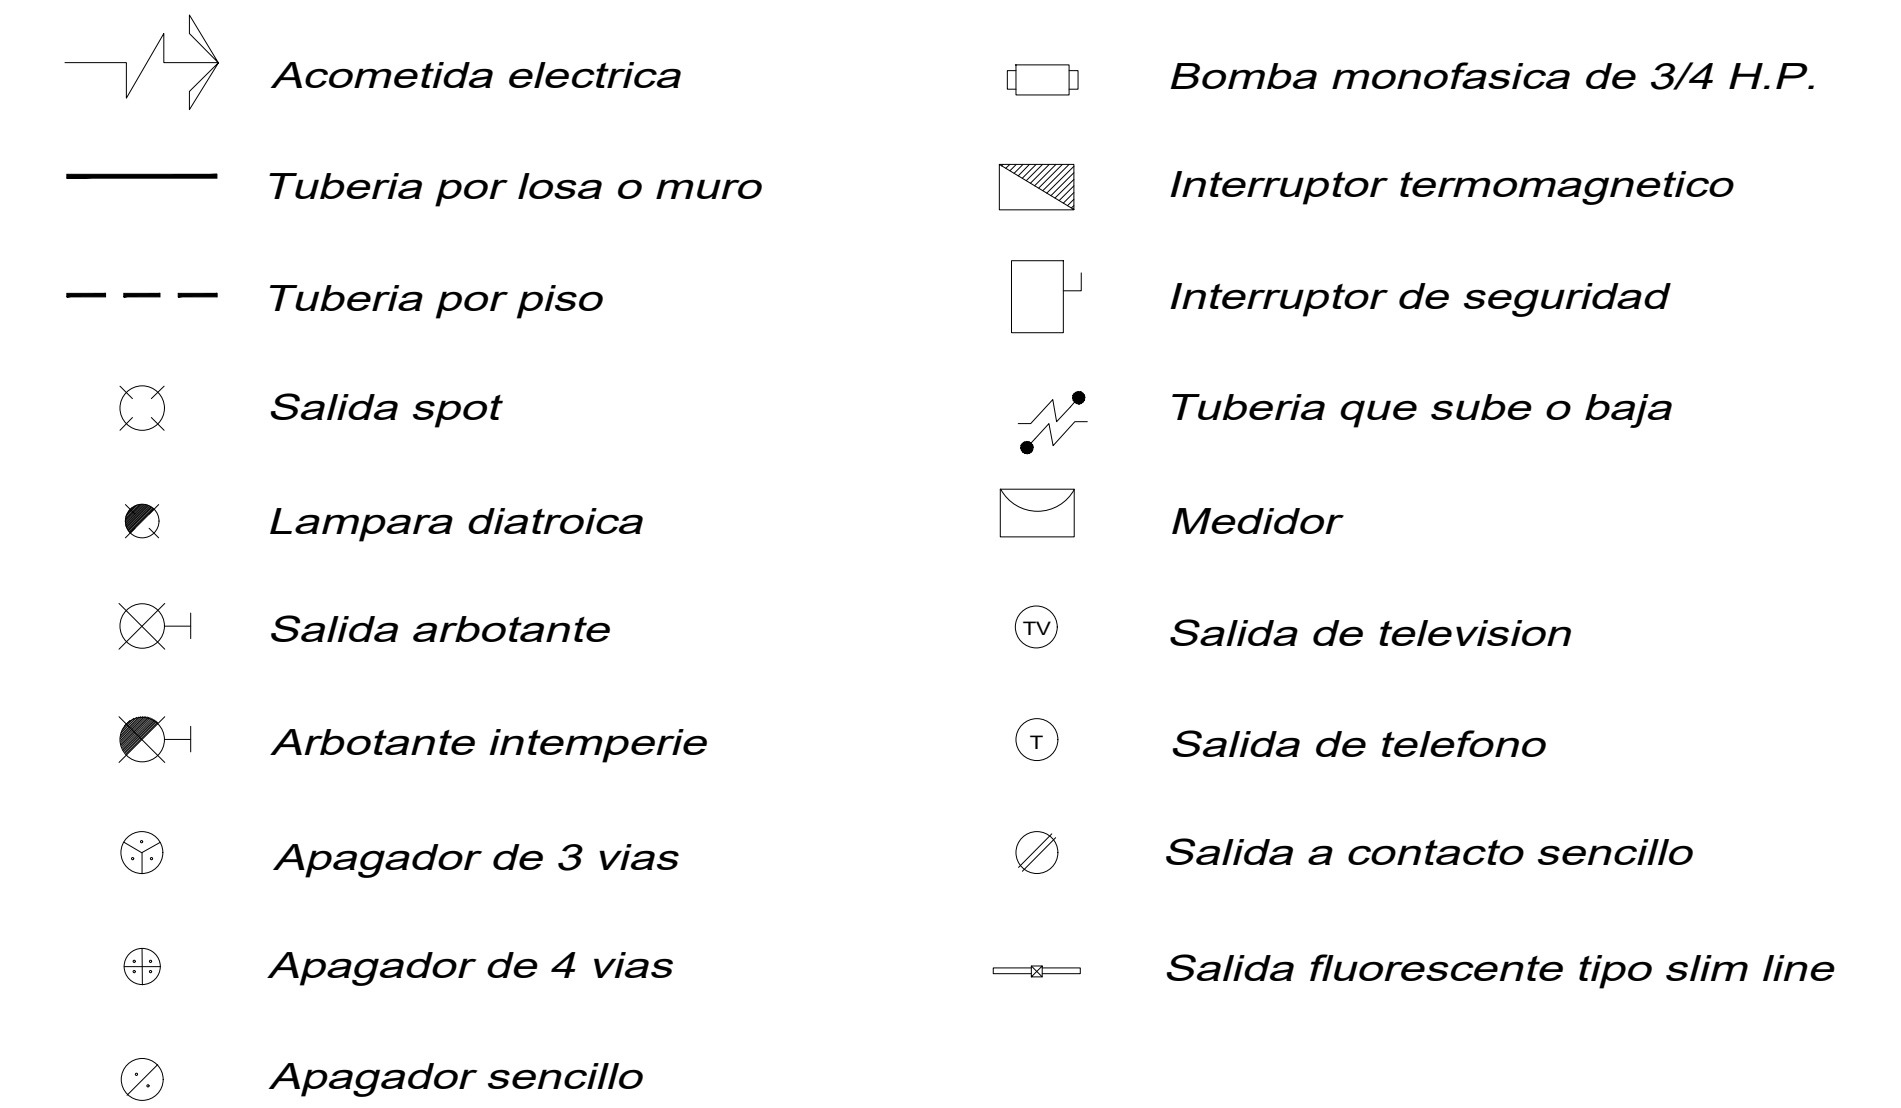 Acometida electrica
Tuberia por losa o muro
Tuberia por piso
Salida spot
Lampara diatroica
Salida arbotante
Arbotante intemperie
Apagador de 3 vias
Apagador de 4 vias
Apagador sencillo
Bomba monofasica de 3/4 H.P.
Interruptor termomagnetico
Interruptor de seguridad
Tuberia que sube o baja
Medidor
TV Salida de television
T Salida de telefono
Salida a contacto sencillo
Salida fluorescente tipo slim line